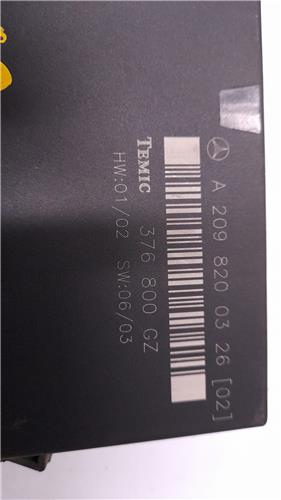 A 209 820 03 26 [02]
TEMIC 376 800 GZ
HW:01/02 SW:06/03